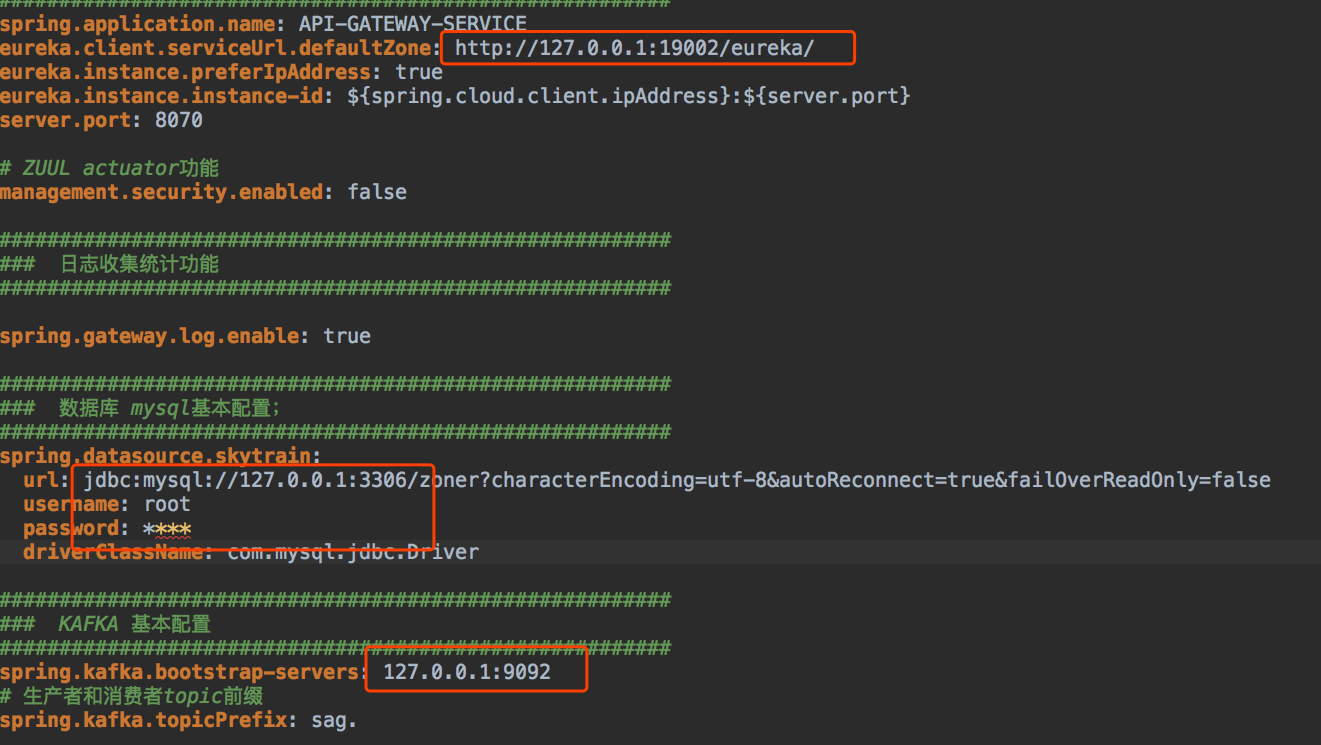 ########################################################
spring.application.name: API-GATEWAY-SERVICE
eureka.client.serviceUrl.defaultZone: http://127.0.0.1:19002/eureka/
eureka.instance.preferIpAddress: true
eureka.instance.instance-id: ${spring.cloud.client.ipAddress}:${server.port}
server.port: 8070
# ZUUL actuator功能
management.security.enabled: false
########################################################
### 日志收集统计功能
########################################################
spring.gateway.log.enable: true
########################################################
### 数据库 mysql基本配置;
########################################################
spring.datasource.skytrain:
url: jdbc:mysql://127.0.0.1:3306/zoner?characterEncoding=utf-8&autoReconnect=true&failOverReadOnly=false
username: root
password: ****
driverClassName: com.mysql.jdbc.Driver
########################################################
### KAFKA 基本配置
########################################################
spring.kafka.bootstrap-servers: 127.0.0.1:9092
# 生产者和消费者topic前缀
spring.kafka.topicPrefix: sag.